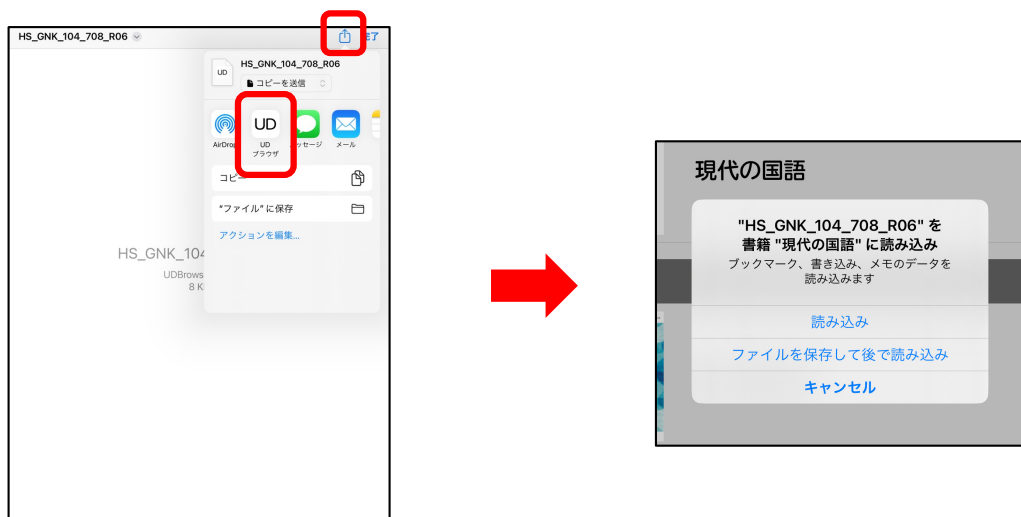 HS_GNK_104_708_R06
完了
UD
HS_GNK_104_708_R06
コピーを送信
UD
AirDrop
UD
ブラウザ
メッセージ
メール
コピー
"ファイル"に保存
アクションを編集...
HS_GNK_104
UDBrows
8 K
現代の国語
"HS_GNK_104_708_R06" を
書籍 "現代の国語" に読み込み
ブックマーク、書き込み、メモのデータを
読み込みます
読み込み
ファイルを保存して後で読み込み
キャンセル